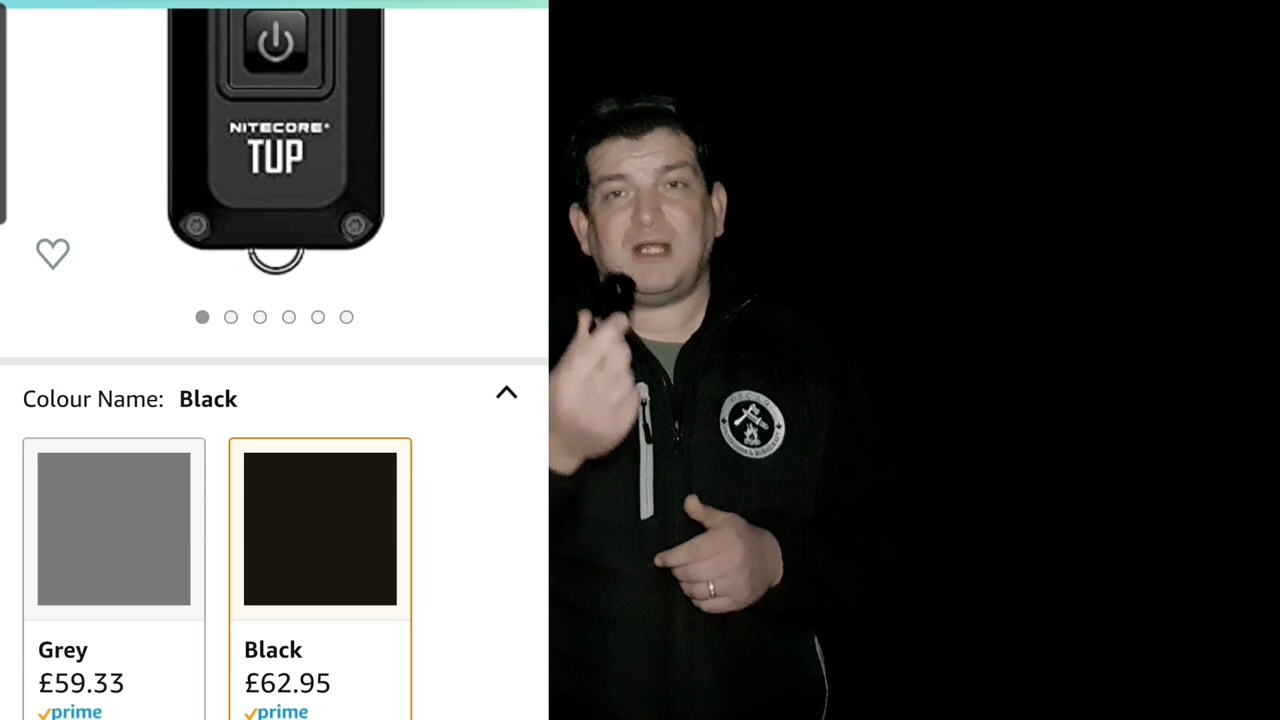 NITECORE®
TUP
Colour Name: Black
Grey
£59.33
prime
Black
£62.95
prime